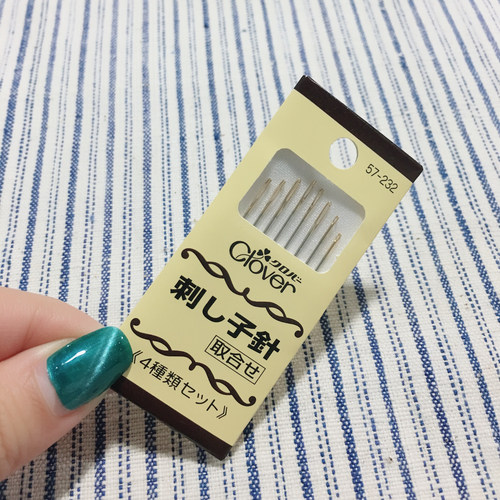 57-232
クロバー
Clover
刺し子針
取合せ
《4種類セット》